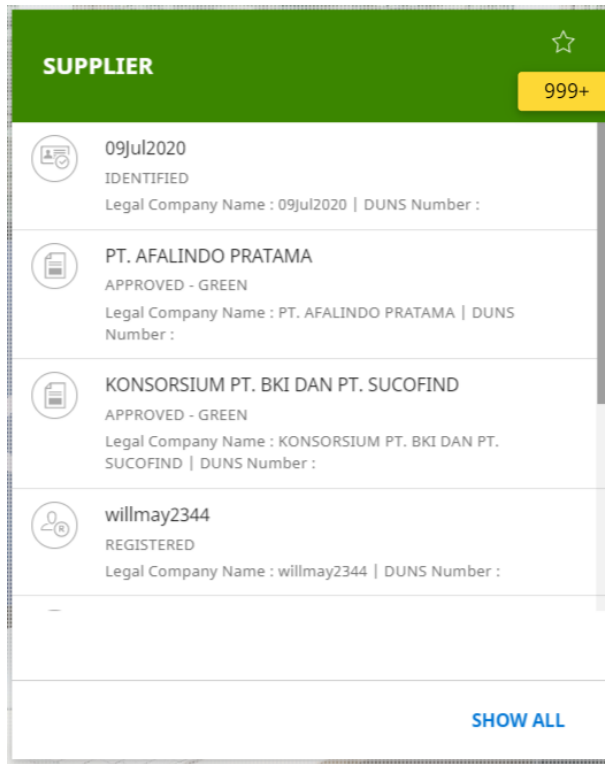 SUPPLIER
999+
09Jul2020
IDENTIFIED
Legal Company Name : 09Jul2020 | DUNS Number :
PT. AFALINDO PRATAMA
APPROVED - GREEN
Legal Company Name : PT. AFALINDO PRATAMA | DUNS
Number :
KONSORSIUM PT. BKI DAN PT. SUCOFIND
APPROVED - GREEN
Legal Company Name : KONSORSIUM PT. BKI DAN PT.
SUCOFIND | DUNS Number :
R
willmay2344
REGISTERED
Legal Company Name : willmay2344 | DUNS Number :
SHOW ALL